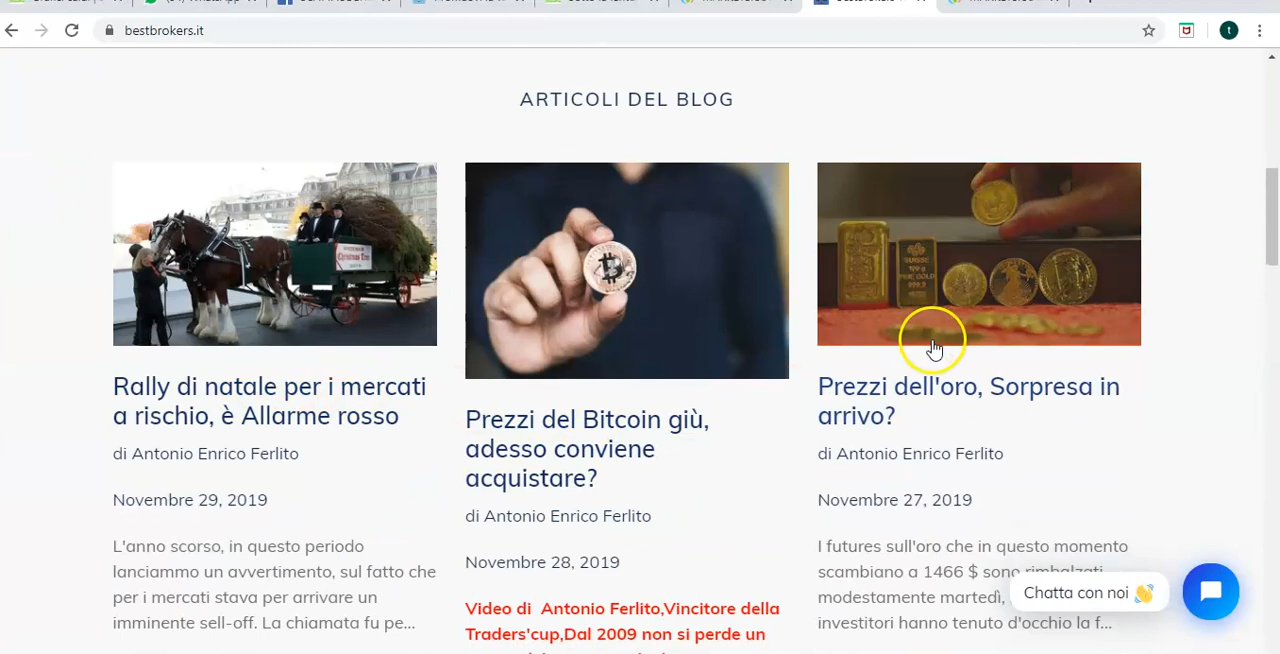 bestbrokers.it
t
ARTICOLI DEL BLOG
Rally di natale per i mercati
a rischio, è Allarme rosso
di Antonio Enrico Ferlito
Novembre 29, 2019
L'anno scorso, in questo periodo
lanciammo un avvertimento, sul fatto che
per i mercati stava per arrivare un
imminente sell-off. La chiamata fu pe...
Prezzi del Bitcoin giù,
adesso conviene
acquistare?
di Antonio Enrico Ferlito
Novembre 28, 2019
Video di Antonio Ferlito,Vincitore della
Traders'cup,Dal 2009 non si perde un
Prezzi dell'oro, Sorpresa in
arrivo?
di Antonio Enrico Ferlito
Novembre 27, 2019
I futures sull'oro che in questo momento
scambiano a 1466 $ sono rimbalzati
modestamente martedì,
investitori hanno tenuto d'occhio la f...
Chatta con noi 👋